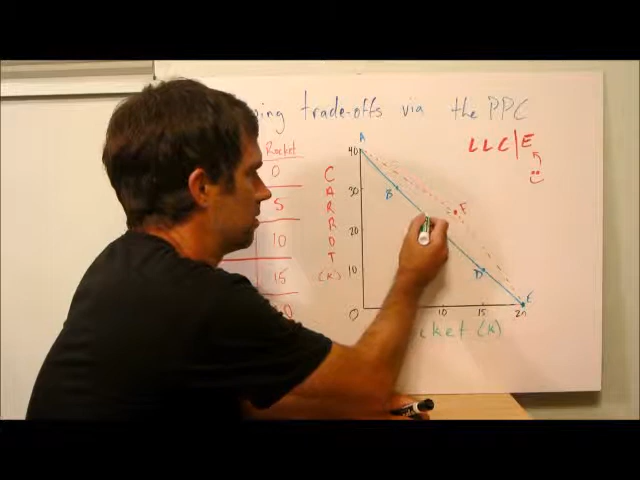 trade-offs via the PPC
Rocket
0
5
10
15
C
A
R
R
O
T
(K)
A
40
30
20
10
0
B
F
D
E
10
15
20
(K)
LLC|E